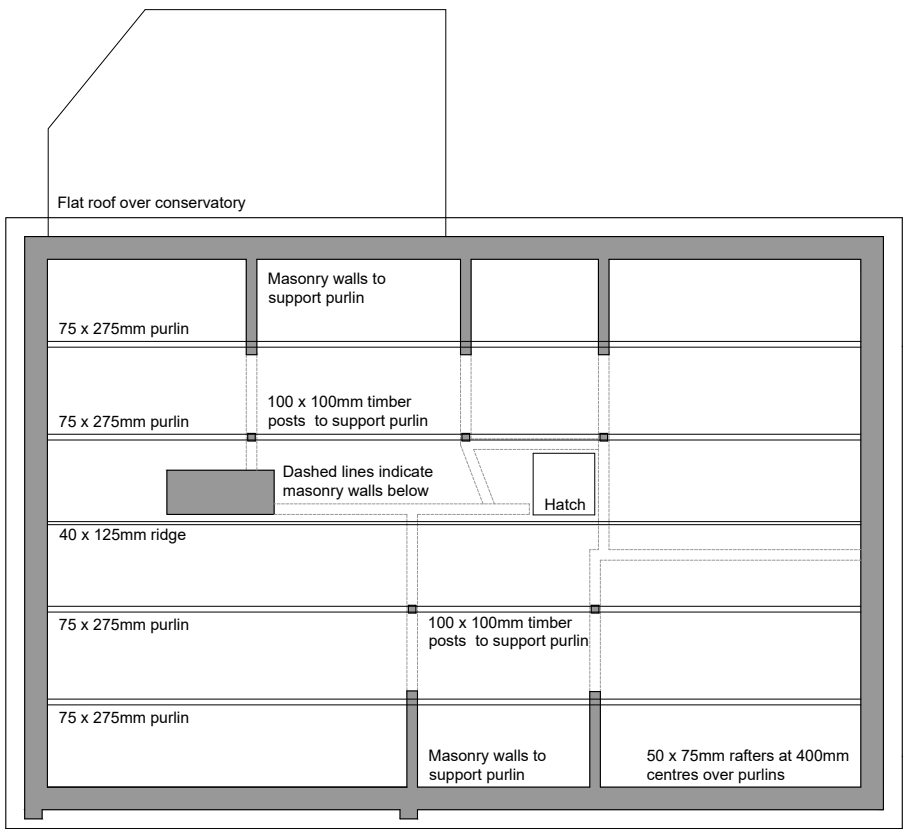 Flat roof over conservatory
Masonry walls to
support purlin
75 x 275mm purlin
100 x 100mm timber
posts to support purlin
75 x 275mm purlin
Dashed lines indicate
masonry walls below
Hatch
40 x 125mm ridge
75 x 275mm purlin
100 x 100mm timber
posts to support purlin
75 x 275mm purlin
Masonry walls to
support purlin
50 x 75mm rafters at 400mm
centres over purlins